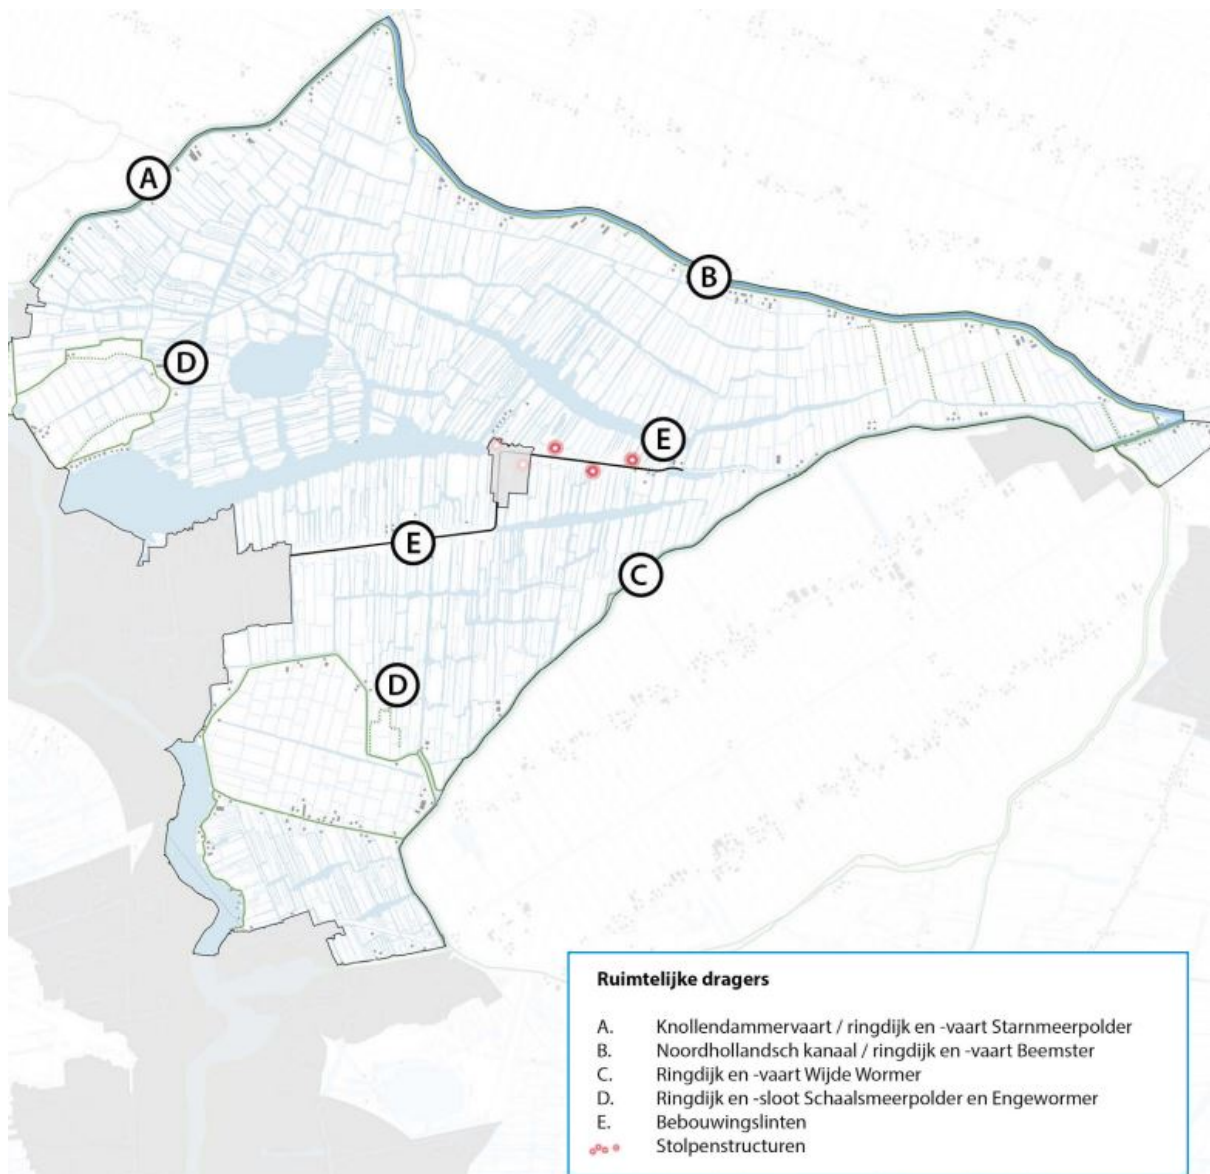 A
B
D
E
E
C
D
Ruimtelijke dragers
A. Knollendammervaart / ringdijk en -vaart Starnmeerpolder
B. Noordhollandsch kanaal / ringdijk en -vaart Beemster
C. Ringdijk en -vaart Wijde Wormer
D. Ringdijk en -sloot Schaalsmeerpolder en Engewormer
E. Bebouwingslinten
Stolpenstructuren